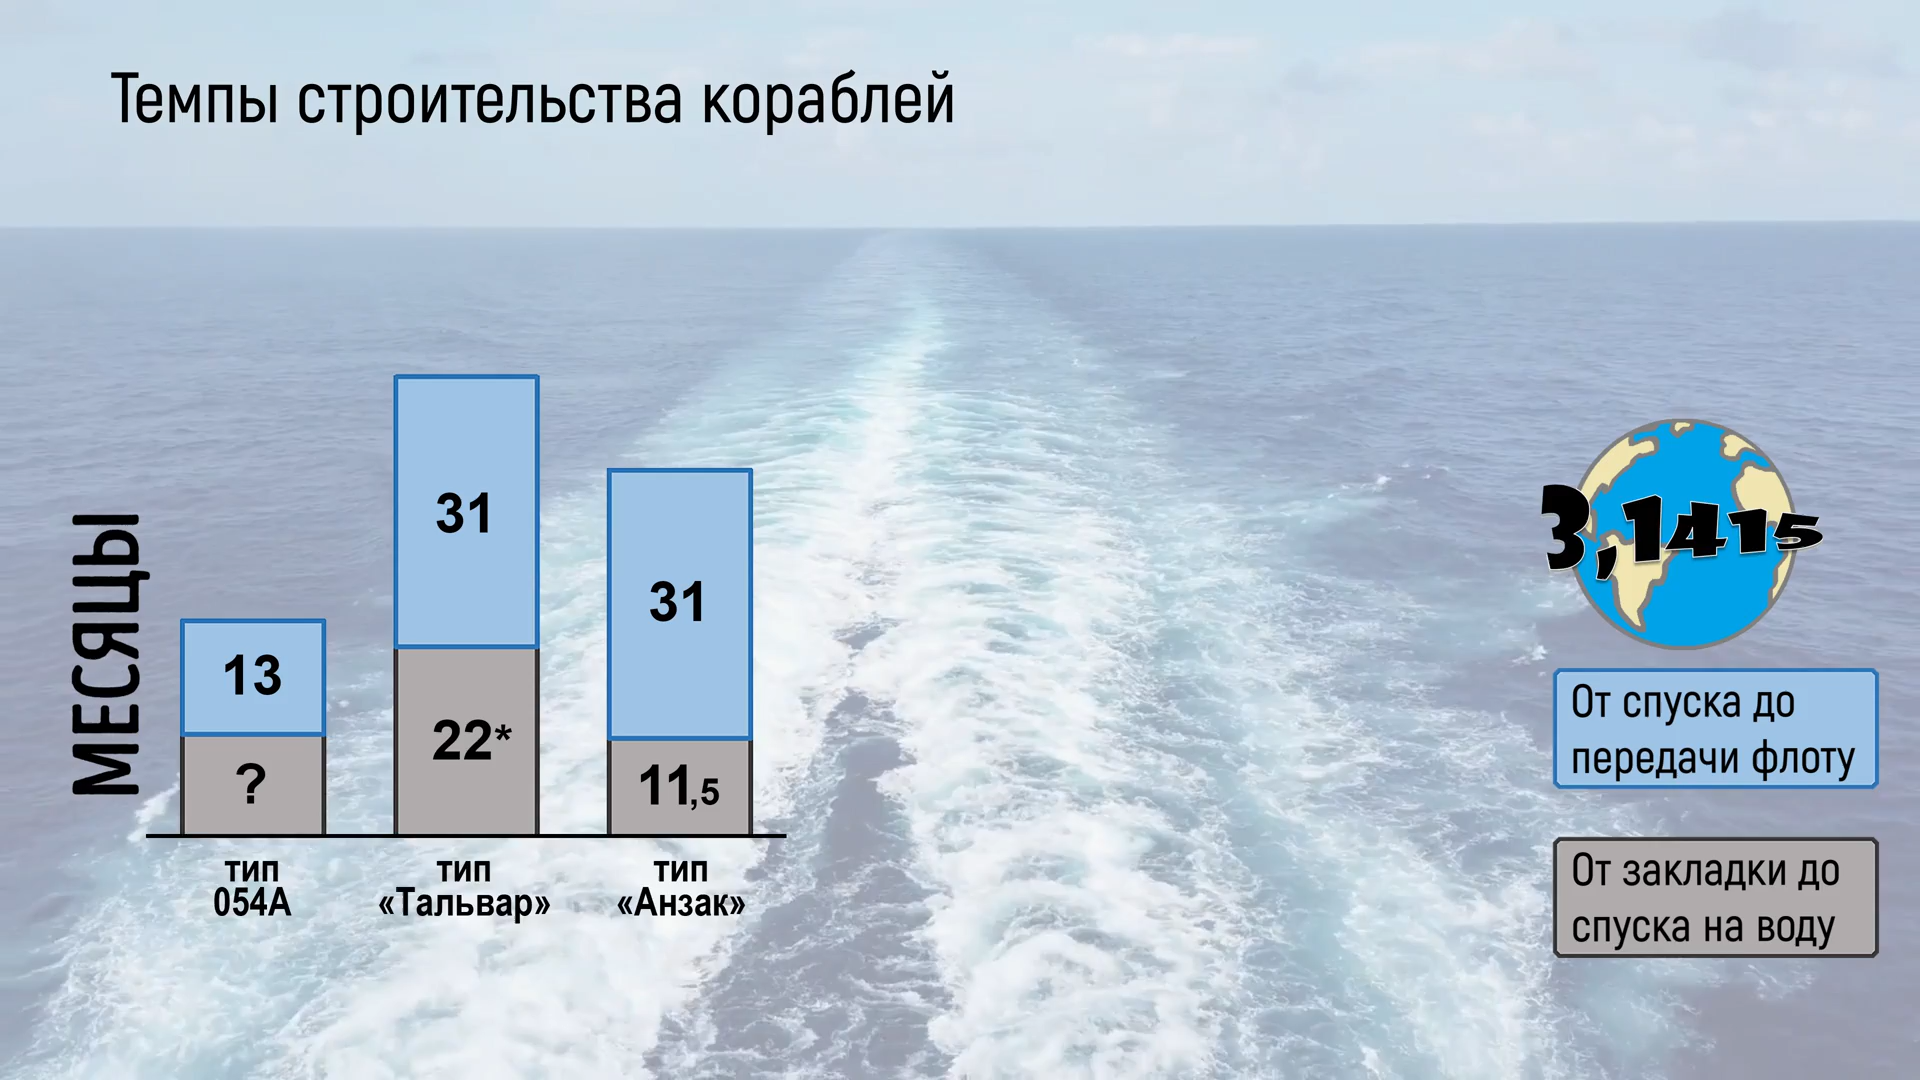 Темпы строительства кораблей
МЕСЯЦЫ
31
31
13
22*
?
11,5
тип
054А
тип
«Тальвар»
тип
«Анзак»
3,1415
От спуска до
передачи флоту
От закладки до
спуска на воду